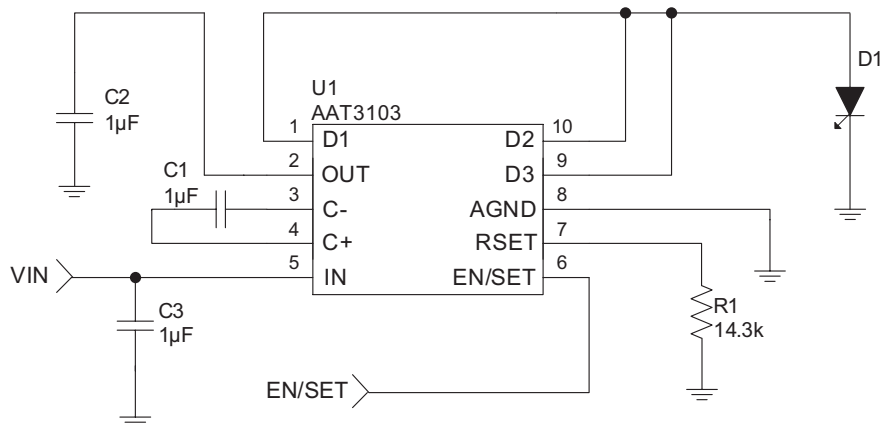 D1
U1
AAT3103
C2
1µF
1 D1 D2 10
2 OUT D3 9
C1
1µF
3 C- AGND 8
4 C+ RSET 7
VIN 5 IN EN/SET 6
C3
1µF
R1
14.3k
EN/SET